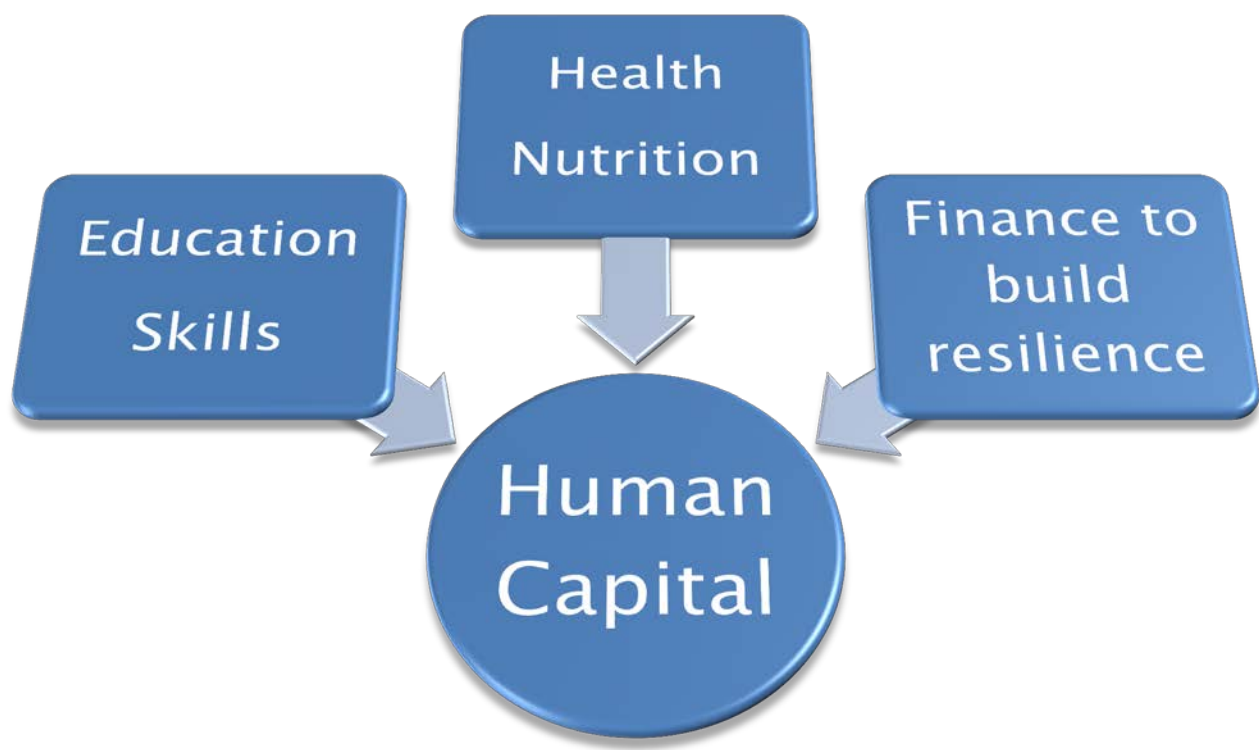 Health
Nutrition
Education
Skills
Finance to
build
resilience
Human
Capital